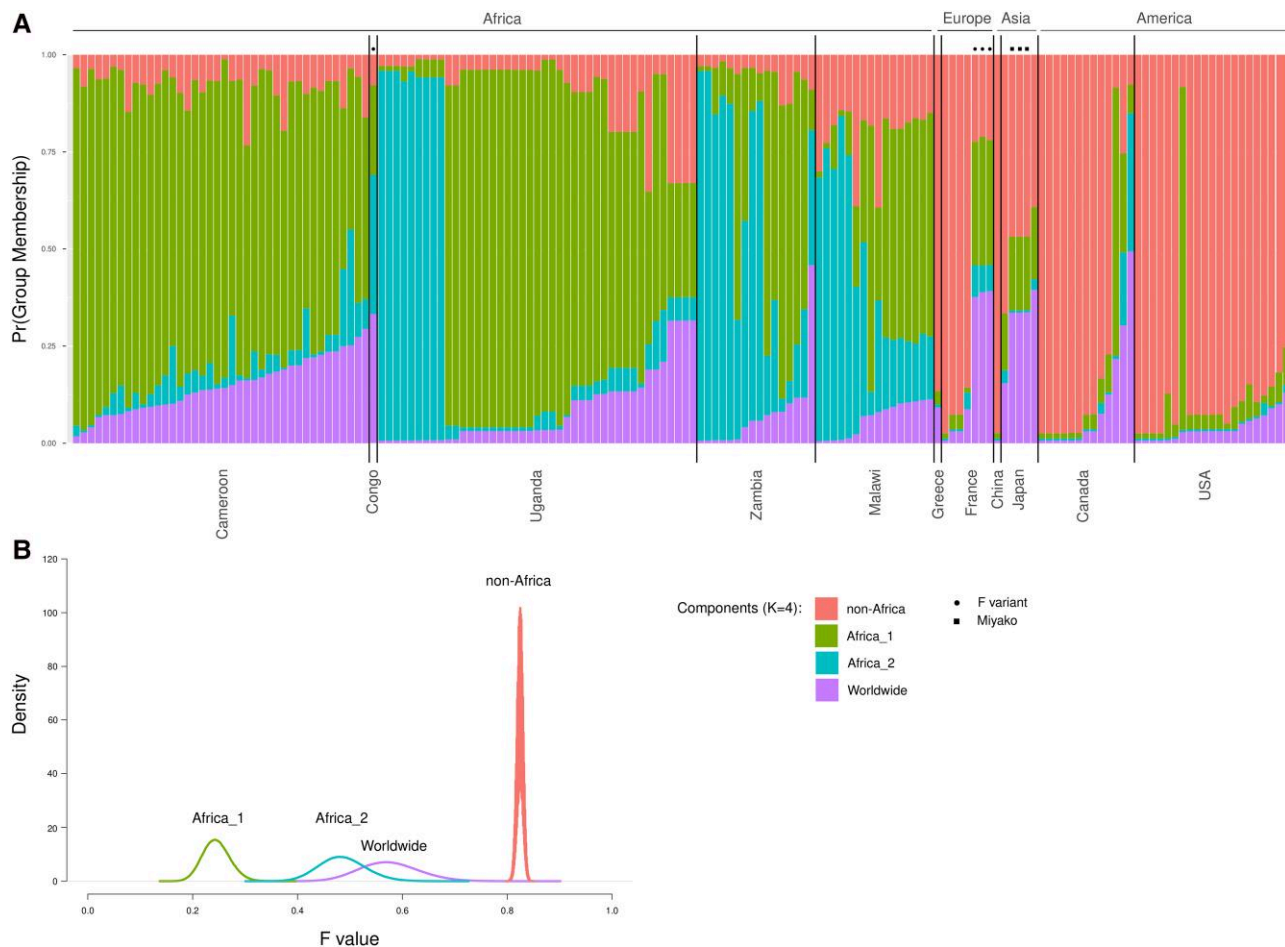 Africa Europe Asia America
A
1.00
0.75
0.50
0.25
0.00
Pr(Group Membership)
Cameroon
Congo
Uganda
Zambia
Malawi
Greece
France
China
Japan
Canada
USA
B
120
100
80
60
40
20
0
Density
non-Africa
Africa_1
Africa_2
Worldwide
0.0 0.2 0.4 0.6 0.8 1.0
F value
Components (K=4):
non-Africa
Africa_1
Africa_2
Worldwide
F variant
Miyako